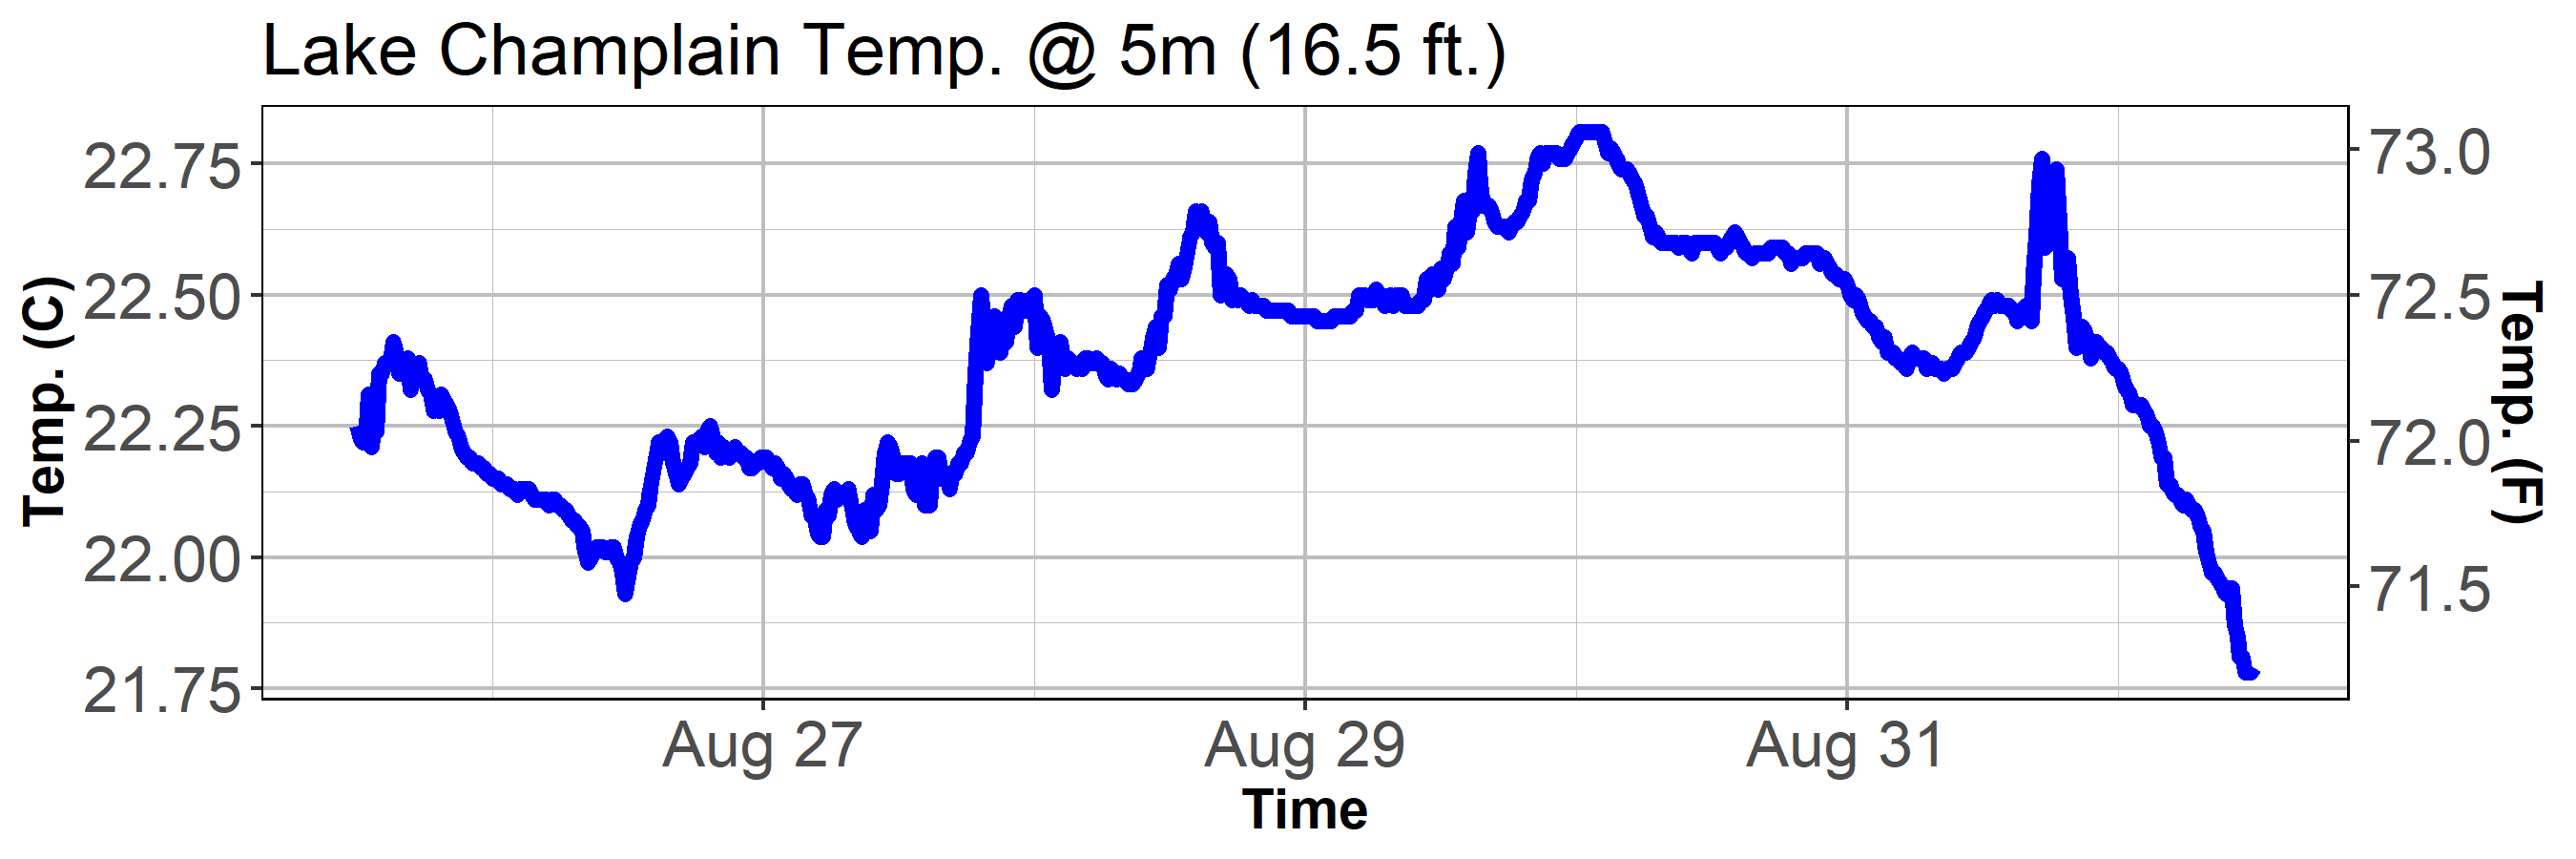 Lake Champlain Temp. @ 5m (16.5 ft.)
Temp. (C)
22.75
22.50
22.25
22.00
21.75
73.0
72.5
72.0
71.5
Temp. (F)
Aug 27 Aug 29 Aug 31
Time